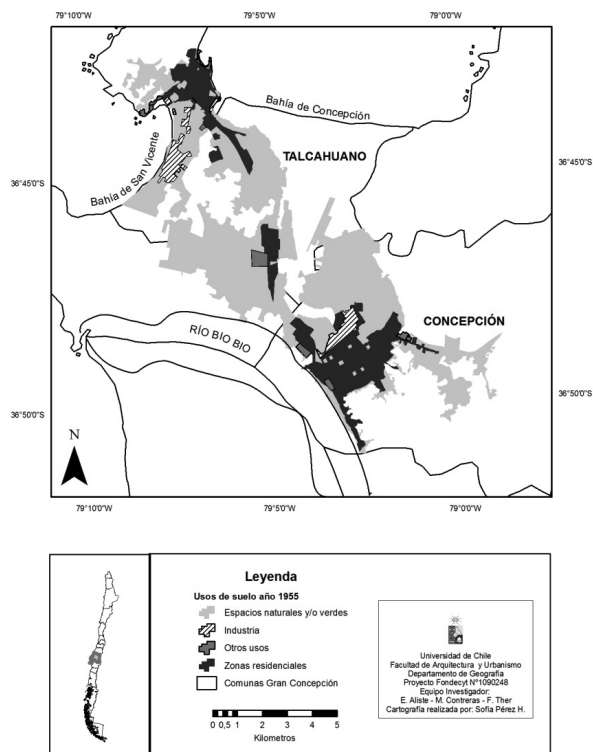 79°10'0"W 79°5'0"W 79°0'0"W
Bahía de Concepción
TALCAHUANO
36°45'0"S 36°45'0"S
Bahía de San Vicente
CONCEPCIÓN
RÍO BIO BIO
36°50'0"S 36°50'0"S
N
79°10'0"W 79°5'0"W 79°0'0"W
Leyenda
Usos de suelo año 1955
Espacios naturales y/o verdes
Industria
Otros usos
Zonas residenciales
Comunas Gran Concepción
0 0,5 1 2 3 4 5
Kilometros
Universidad de Chile
Facultad de Arquitectura y Urbanismo
Departamento de Geografía
Proyecto Fondecyt N°1090248
Equipo Investigador:
E. Aliste - M. Contreras - F. Ther
Cartografía realizada por: Sofía Pérez H.